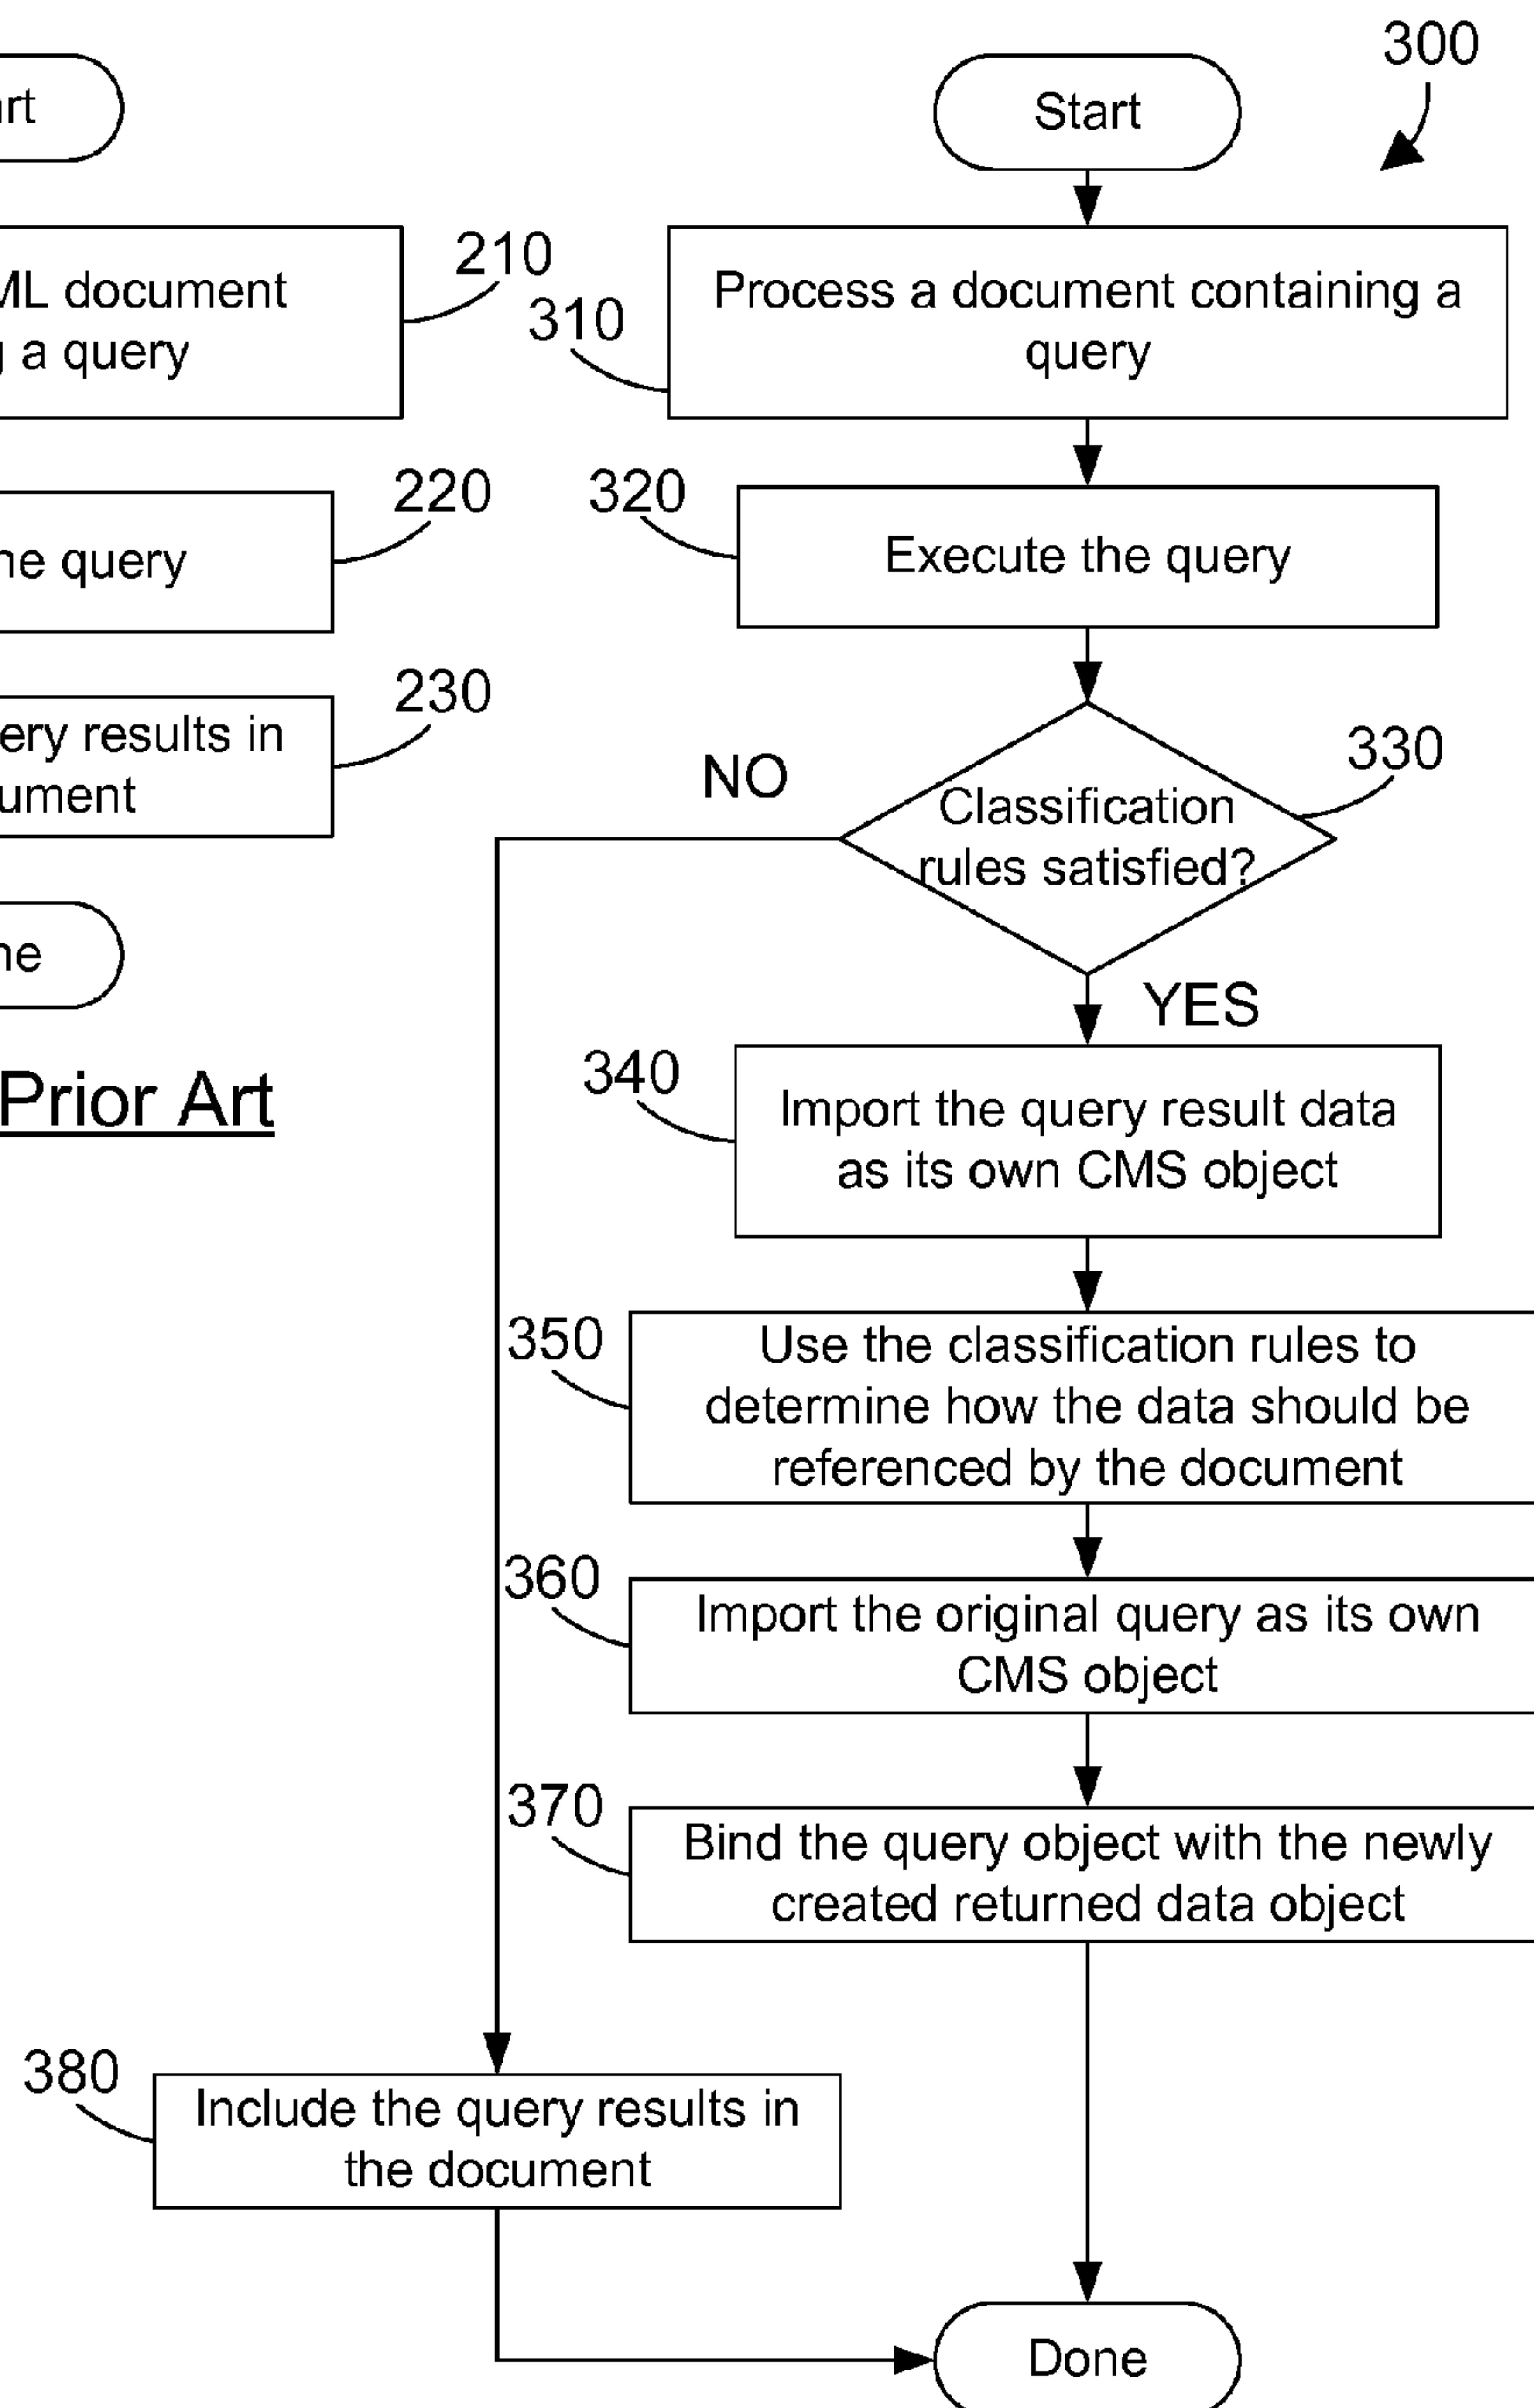 art
ML document
g a query
210
220
he query
230
ery results in
ument
ne
Prior Art
300
Start
310
Process a document containing a
query
320
Execute the query
330
Classification
rules satisfied?
NO
YES
340
Import the query result data
as its own CMS object
350
Use the classification rules to
determine how the data should be
referenced by the document
360
Import the original query as its own
CMS object
370
Bind the query object with the newly
created returned data object
380
Include the query results in
the document
Done